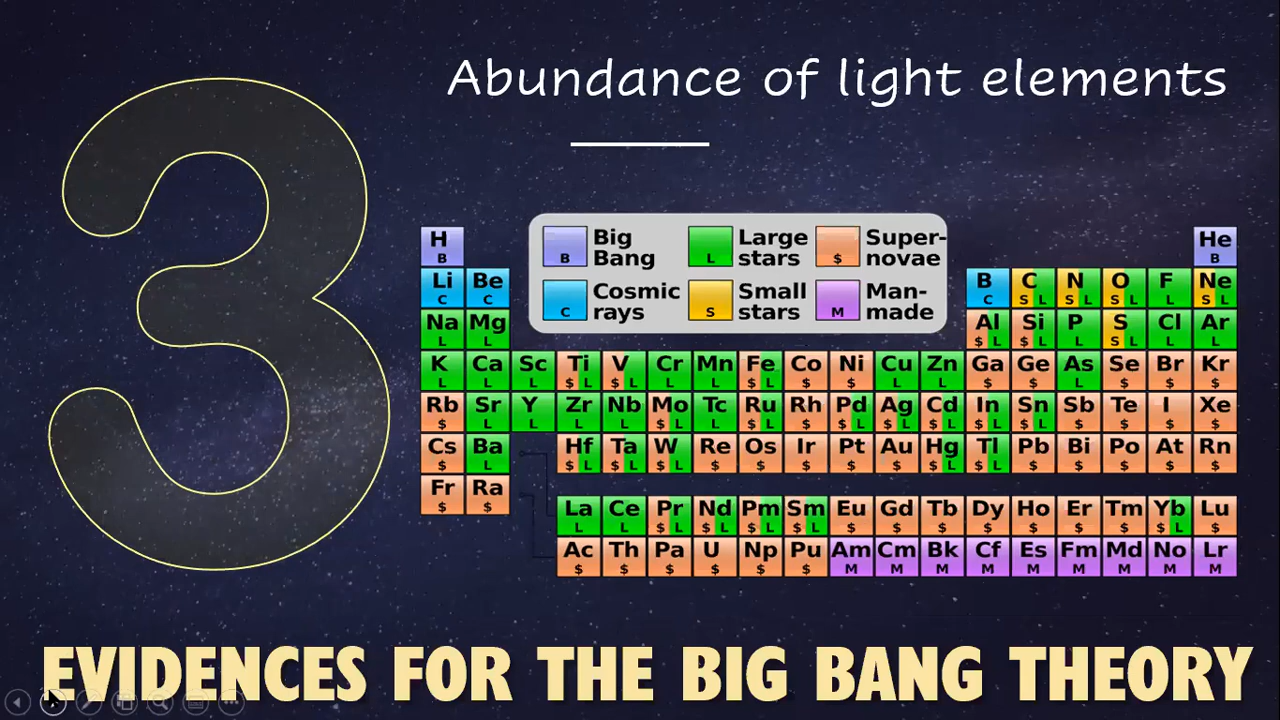 3
Abundance of light elements
Big Bang
B
Large stars
L
Super-novae
$
Cosmic rays
C
Small stars
S
Man-made
M
H He
B B
Li Be B C N O F Ne
C C C S L S L S L L S L
Na Mg Al Si P S Cl Ar
L L $ L $ L L S L L L
K Ca Sc Ti V Cr Mn Fe Co Ni Cu Zn Ga Ge As Se Br Kr
L L L $ L $ L L L $ L $ $ L L $ $ L $ $ $
Rb Sr Y Zr Nb Mo Tc Ru Rh Pd Ag Cd In Sn Sb Te I Xe
$ L L L L $ L L $ L $ $ L $ L $ L $ L $ L $ $ $ $
Cs Ba Hf Ta W Re Os Ir Pt Au Hg Tl Pb Bi Po At Rn
$ L $ L $ L $ L $ $ $ $ $ $ L $ L $ $ $ $ $
Fr Ra
$ $
La Ce Pr Nd Pm Sm Eu Gd Tb Dy Ho Er Tm Yb Lu
L L $ L $ L $ L $ L $ $ $ $ $ $ $ $ L $
Ac Th Pa U Np Pu Am Cm Bk Cf Es Fm Md No Lr
$ $ $ $ $ $ M M M M M M M M M
EVIDENCES FOR THE BIG BANG THEORY